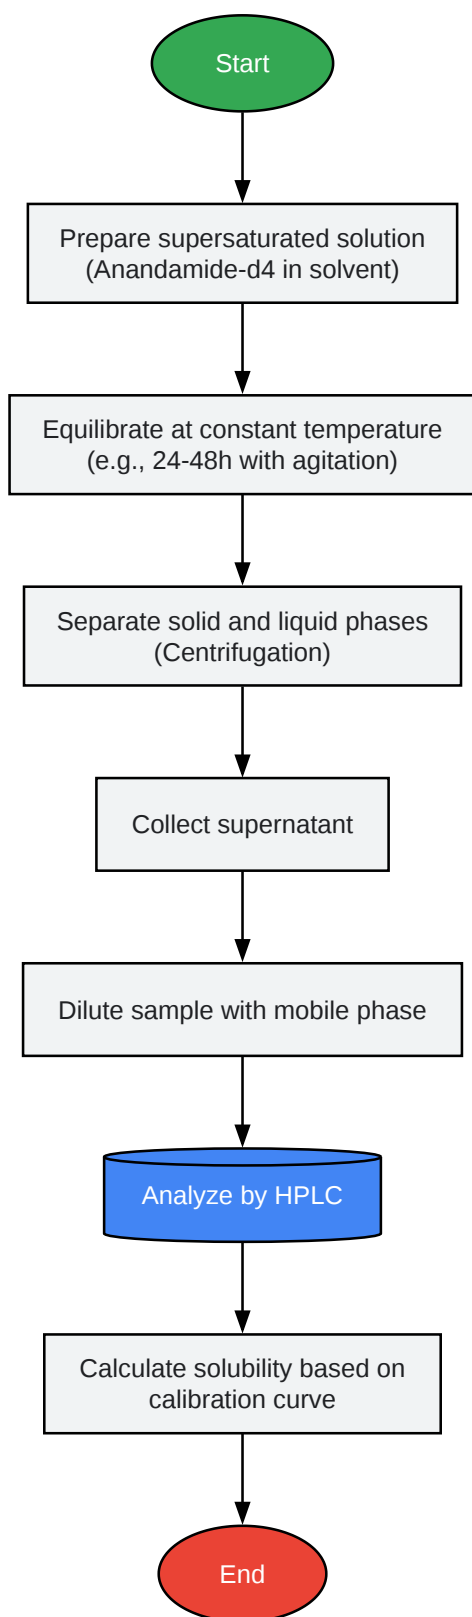 Start
Prepare supersaturated solution
(Anandamide-d4 in solvent)
Equilibrate at constant temperature
(e.g., 24-48h with agitation)
Separate solid and liquid phases
(Centrifugation)
Collect supernatant
Dilute sample with mobile phase
Analyze by HPLC
Calculate solubility based on
calibration curve
End